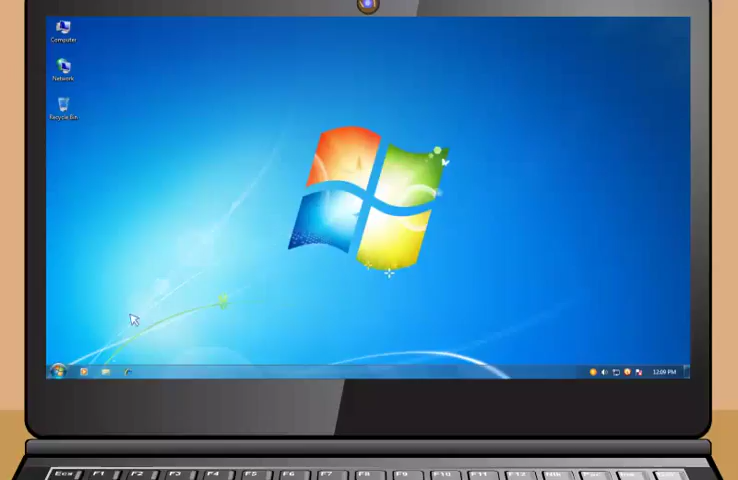 Computer
Network
Recycle Bin
12:09 PM
Esc F1 F2 F3 F4 F5 F6 F7 F8 F9 F10 F11 F12